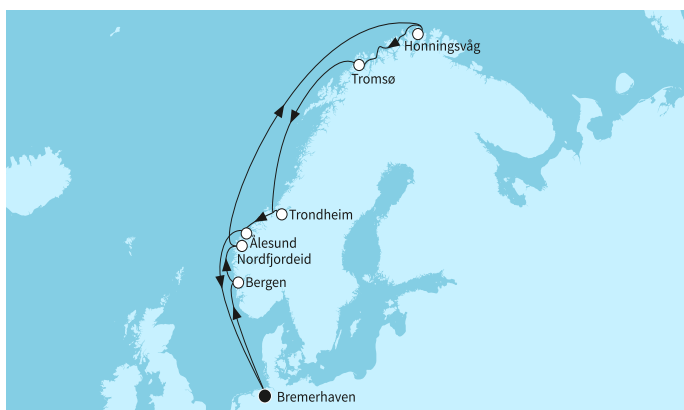 Honningsvåg
Tromsø
Trondheim
Ålesund
Nordfjordeid
Bergen
Bremerhaven